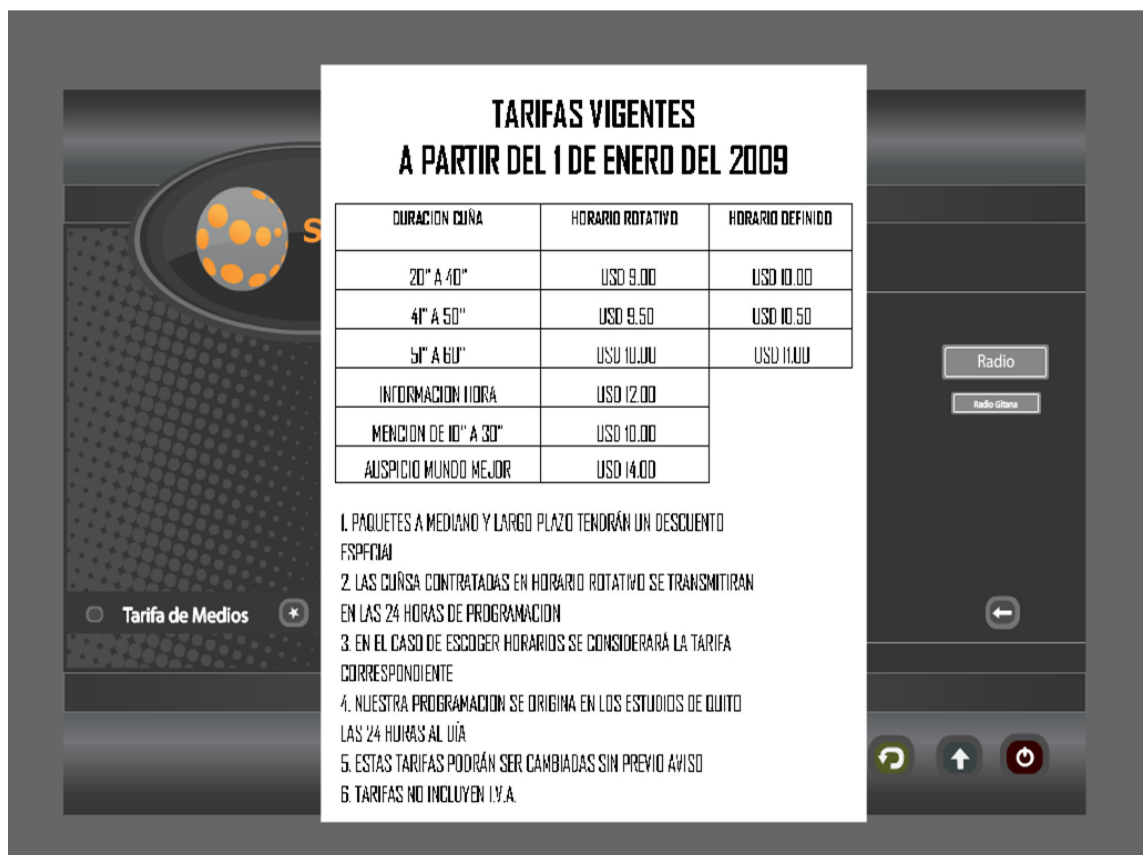 TARIFAS VIGENTES
A PARTIR DEL 1 DE ENERO DEL 2009
DURACION CUÑA HORARIO ROTATIVO HORARIO DEFINIDO
20" A 40" USD 9.00 USD 10.00
41" A 50" USD 9.50 USD 10.50
51" A 60" USD 10.00 USD 11.00
INFORMACION HORA USD 12.00
MENCION DE 10" A 30" USD 10.00
AUSPICIO MUNDO MEJOR USD 14.00
1. PAQUETES A MEDIANO Y LARGO PLAZO TENDRÁN UN DESCUENTO
ESPECIAL
2. LAS CUÑSA CONTRATADAS EN HORARIO ROTATIVO SE TRANSMITIRAN
EN LAS 24 HORAS DE PROGRAMACION
3. EN EL CASO DE ESCOGER HORARIOS SE CONSIDERARÁ LA TARIFA
CORRESPONDIENTE
4. NUESTRA PROGRAMACION SE ORIGINA EN LOS ESTUDIOS DE QUITO
LAS 24 HORAS AL DÍA
5. ESTAS TARIFAS PODRÁN SER CAMBIADAS SIN PREVIO AVISO
6. TARIFAS NO INCLUYEN I.V.A.
S
Tarifa de Medios
Radio
Radio Gitana